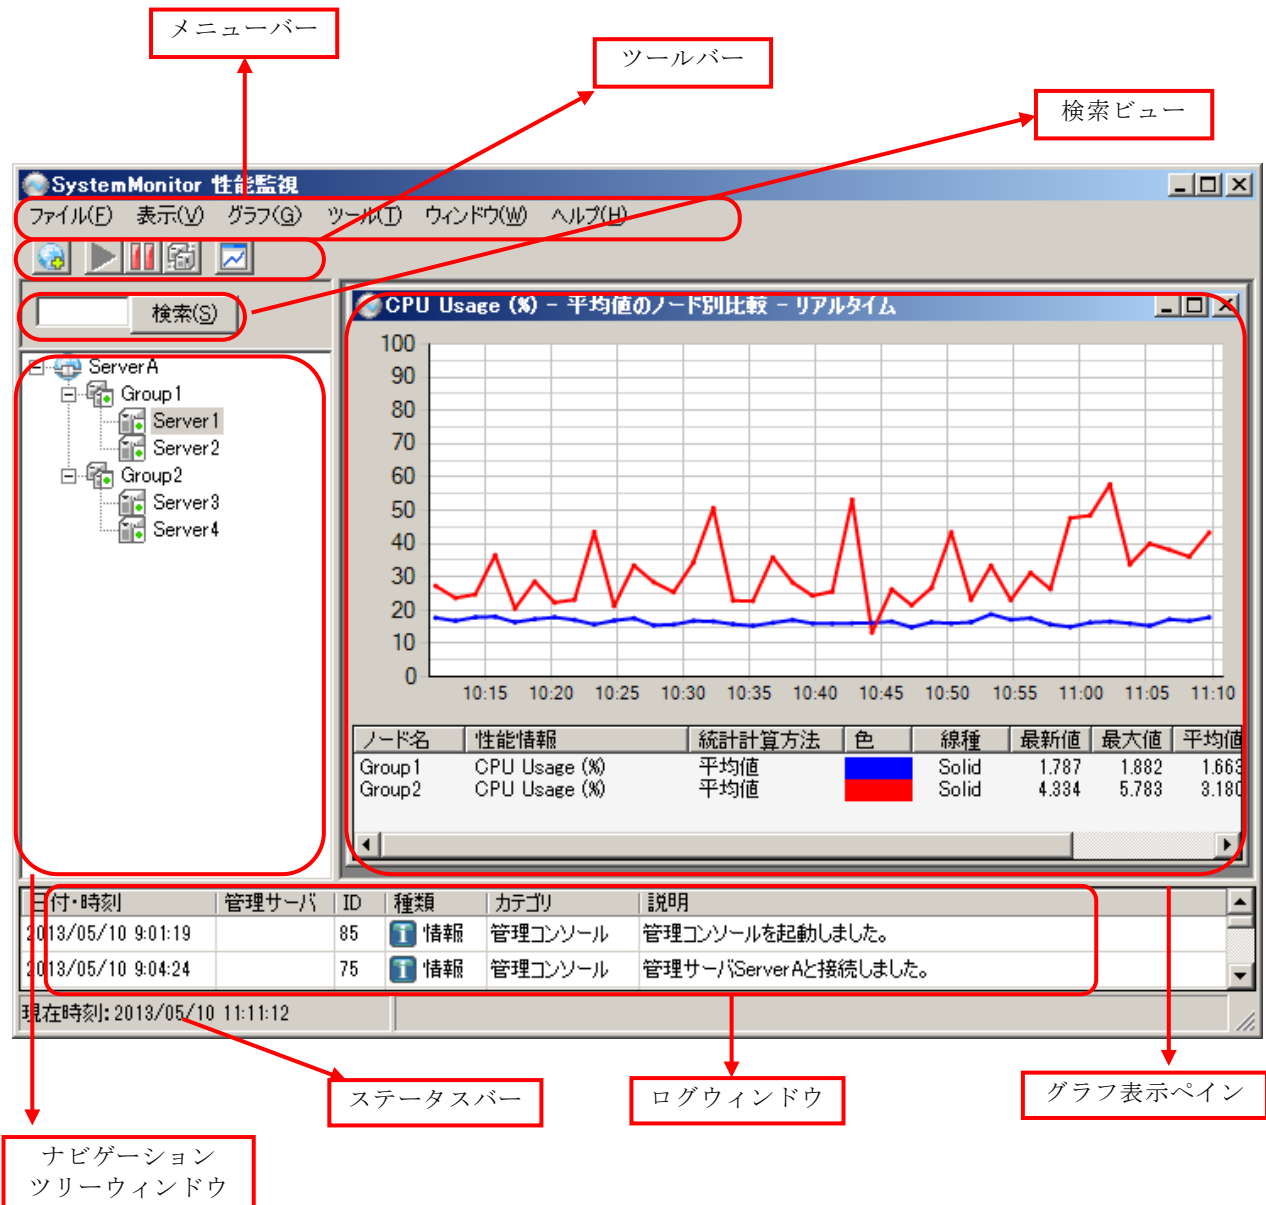 メニューバー
ツールバー
検索ビュー
SystemMonitor 性能監視
ファイル(F) 表示(V) グラフ(G) ツール(T) ウィンドウ(W) ヘルプ(H)
検索(S)
ServerA
Group1
Server1
Server2
Group2
Server3
Server4
CPU Usage (%) - 平均値のノード別比較 - リアルタイム
100
90
80
70
60
50
40
30
20
10
0
10:15 10:20 10:25 10:30 10:35 10:40 10:45 10:50 10:55 11:00 11:05 11:10
ノード名 性能情報 統計計算方法 色 線種 最新値 最大値 平均値
Group1 CPU Usage (%) 平均値 Solid 1.787 1.882 1.663
Group2 CPU Usage (%) 平均値 Solid 4.334 5.783 3.180
日付・時刻 管理サーバ ID 種類 カテゴリ 説明
2013/05/10 9:01:19 85 情報 管理コンソール 管理コンソールを起動しました。
2013/05/10 9:04:24 75 情報 管理コンソール 管理サーバServerAと接続しました。
現在時刻:2013/05/10 11:11:12
ステータスバー
ログウィンドウ
グラフ表示ペイン
ナビゲーション
ツリーウィンドウ